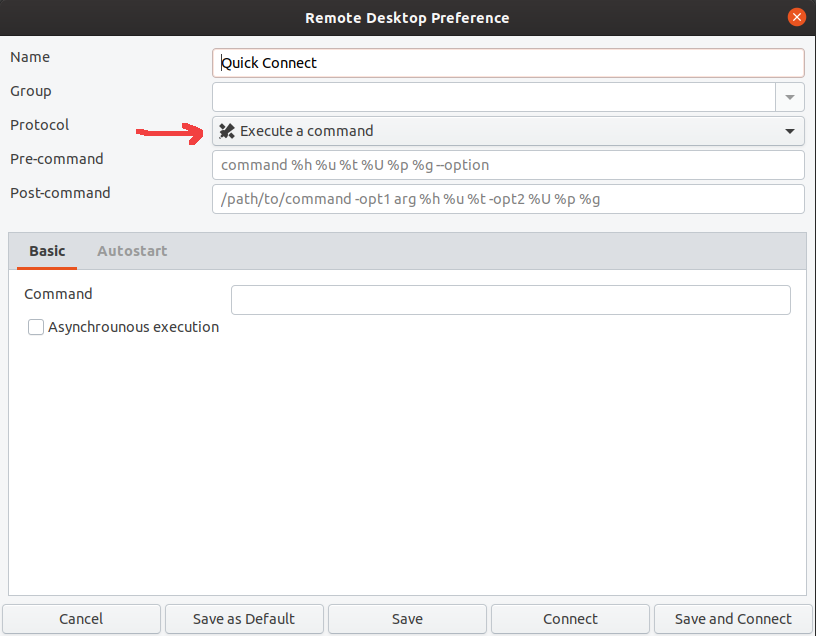 Remote Desktop Preference
Name
Quick Connect
Group
Protocol
Execute a command
Pre-command
command %h %u %t %U %p %g --option
Post-command
/path/to/command -opt1 arg %h %u %t -opt2 %U %p %g
Basic Autostart
Command
Asynchrounous execution
Cancel Save as Default Save Connect Save and Connect